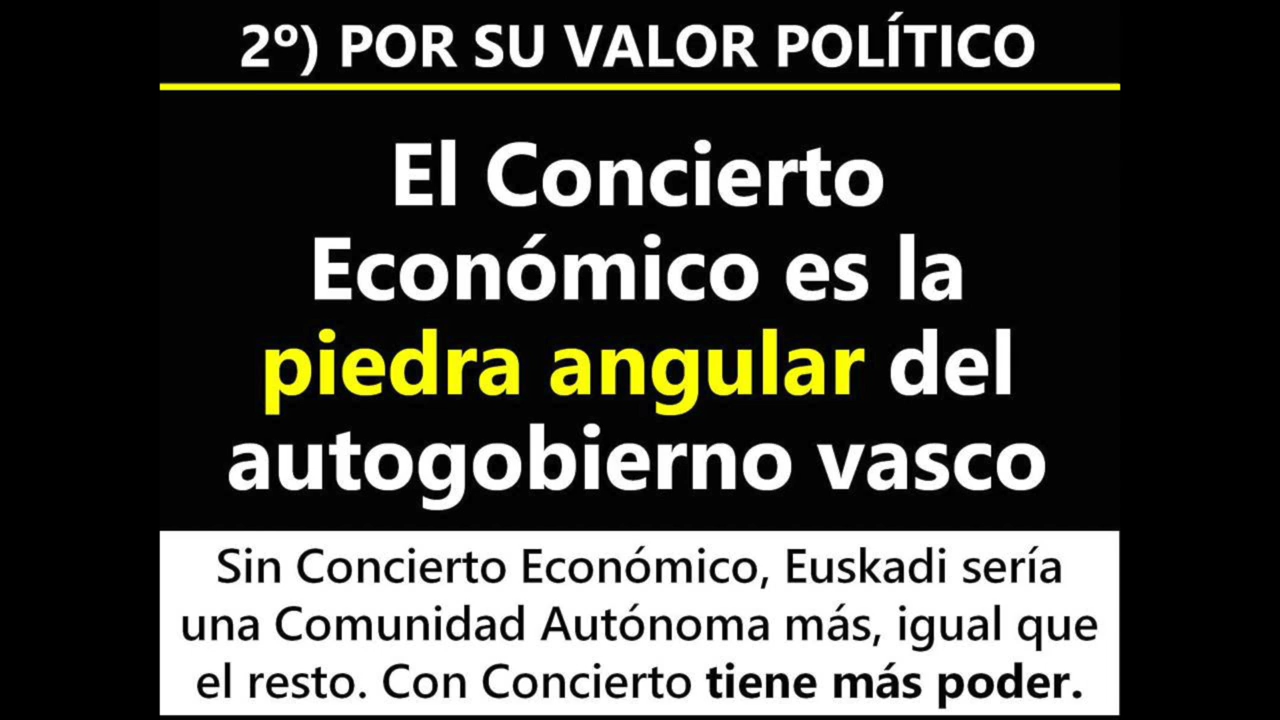 2º) POR SU VALOR POLÍTICO
El Concierto
Económico es la
piedra angular del
autogobierno vasco
Sin Concierto Económico, Euskadi sería
una Comunidad Autónoma más, igual que
el resto. Con Concierto tiene más poder.